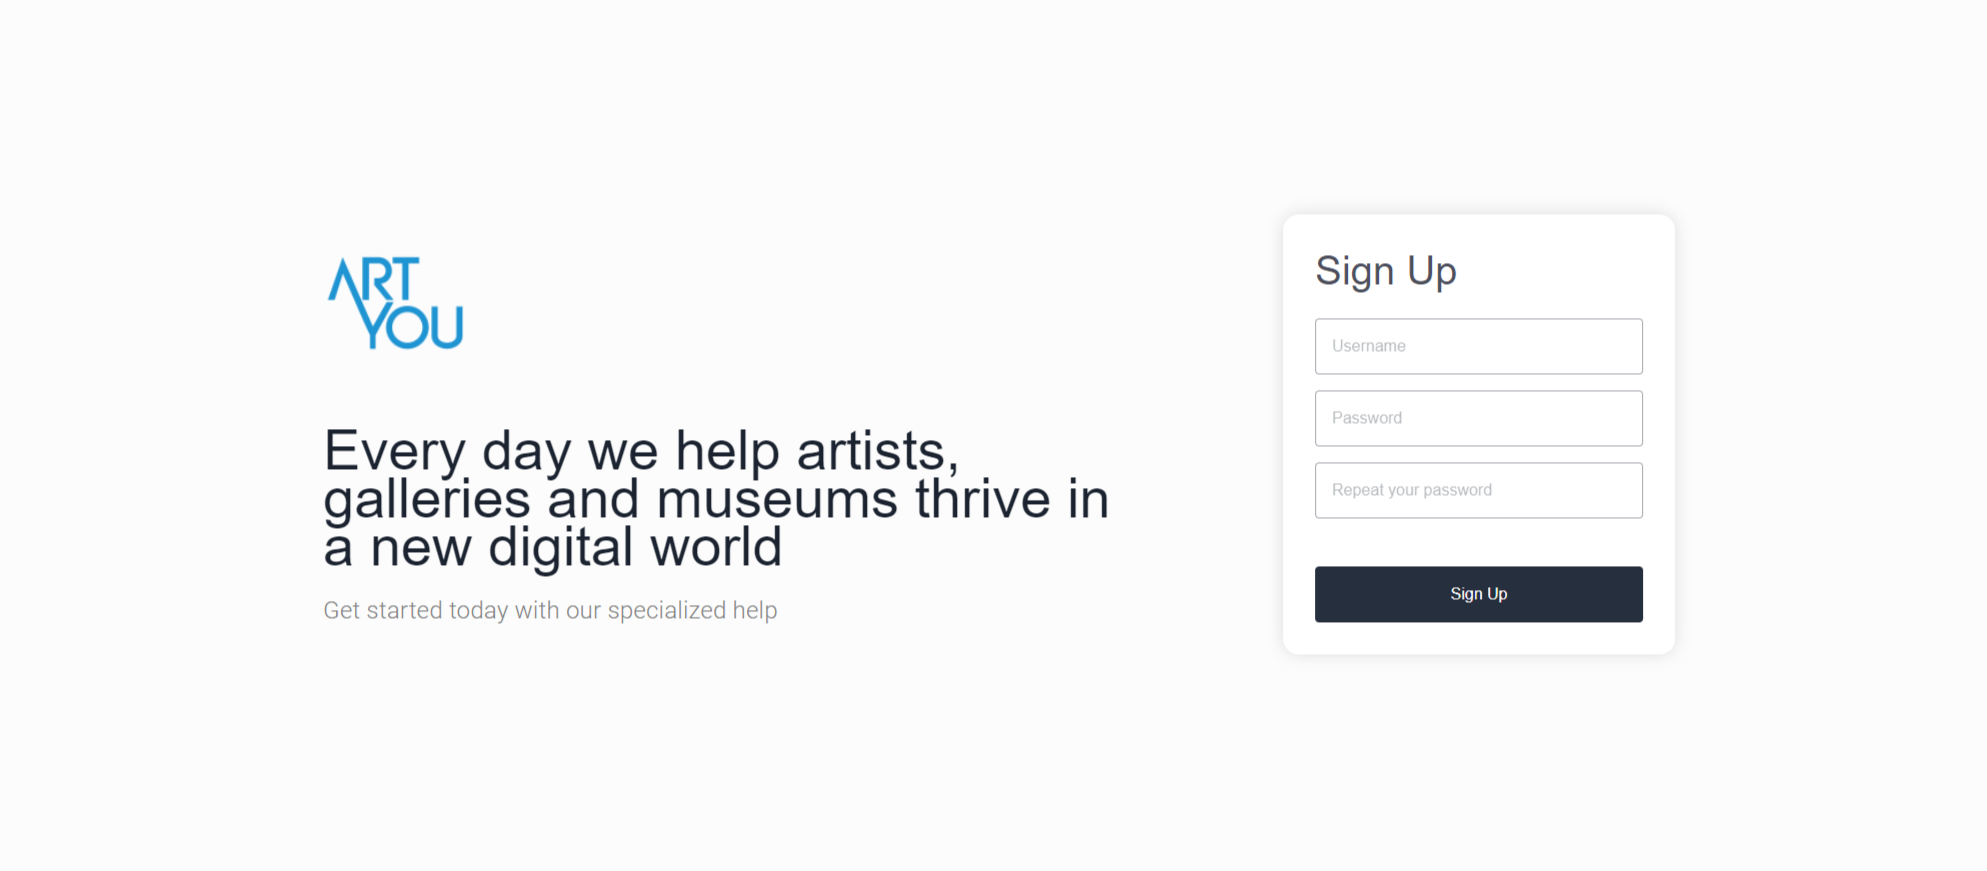 ART
YOU
Every day we help artists,
galleries and museums thrive in
a new digital world
Get started today with our specialized help
Sign Up
Username
Password
Repeat your password
Sign Up